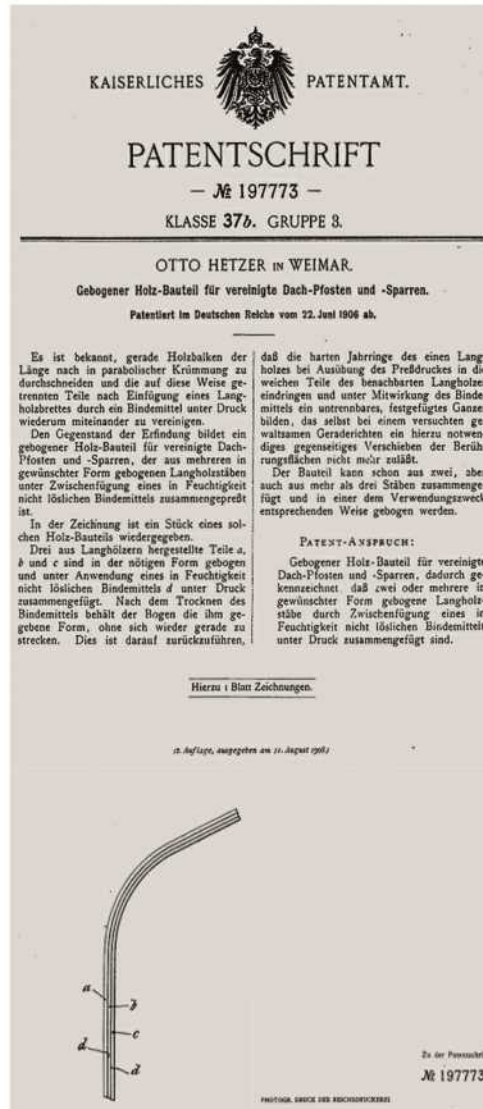 KAISERLICHES PATENTAMT.
PATENTSCHRIFT
— № 197773 —
KLASSE 37b. GRUPPE 3.
OTTO HETZER IN WEIMAR.
Gebogener Holz-Bauteil für vereinigte Dach-Pfosten und -Sparren.
Patentiert im Deutschen Reiche vom 22. Juni 1906 ab.
Es ist bekannt, gerade Holzbalken der
Länge nach in parabolischer Krümmung zu
durchschneiden und die auf diese Weise ge-
trennten Teile nach Einfügung eines Lang-
holzbrettes durch ein Bindemittel unter Druck
wiederum miteinander zu vereinigen.
Den Gegenstand der Erfindung bildet ein
gebogener Holz-Bauteil für vereinigte Dach-
Pfosten und -Sparren, der aus mehreren in
gewünschter Form gebogenen Langholzstäben
unter Zwischenfügung eines in Feuchtigkeit
nicht löslichen Bindemittels zusammengepreßt
ist.
In der Zeichnung ist ein Stück eines sol-
chen Holz-Bauteils wiedergegeben.
Drei aus Langhölzern hergestellte Teile a,
b und c sind in der nötigen Form gebogen
und unter Anwendung eines in Feuchtigkeit
nicht löslichen Bindemittels d unter Druck
zusammengefügt. Nach dem Trocknen des
Bindemittels behält der Bogen die ihm ge-
gebene Form, ohne sich wieder gerade zu
strecken. Dies ist darauf zurückzuführen,
daß die harten Jahrringe des einen Lang
holzes bei Ausübung des Preßdruckes in di
weichen Teile des benachbarten Langholze
eindringen und unter Mitwirkung des Binde
mittels ein untrennbares, festgefügtes Ganze
bilden, das selbst bei einem versuchten ge
waltsamen Geraderichten ein hierzu notwen
diges gegenseitiges Verschieben der Berüh
rungsflächen nicht mehr zuläßt.
Der Bauteil kann schon aus zwei, abe
auch aus mehr als drei Stäben zusammenge
fügt und in einer dem Verwendungszweck
entsprechenden Weise gebogen werden.
PATENT-ANSPRUCH:
Gebogener Holz-Bauteil für vereinigte
Dach-Pfosten und -Sparren, dadurch ge
kennzeichnet daß zwei oder mehrere in
gewünschter Form gebogene Langholz
stäbe durch Zwischenfügung eines in
Feuchtigkeit nicht löslichen Bindemittels
unter Druck zusammengefügt sind.
Hierzu 1 Blatt Zeichnungen.
(2. Auflage, ausgegeben am 11. August 1908.)
a
b
c
d
d
Zu der Patentschri
№ 197773
PHOTOGR. DRUCK DER REICHSDRUCKEREI